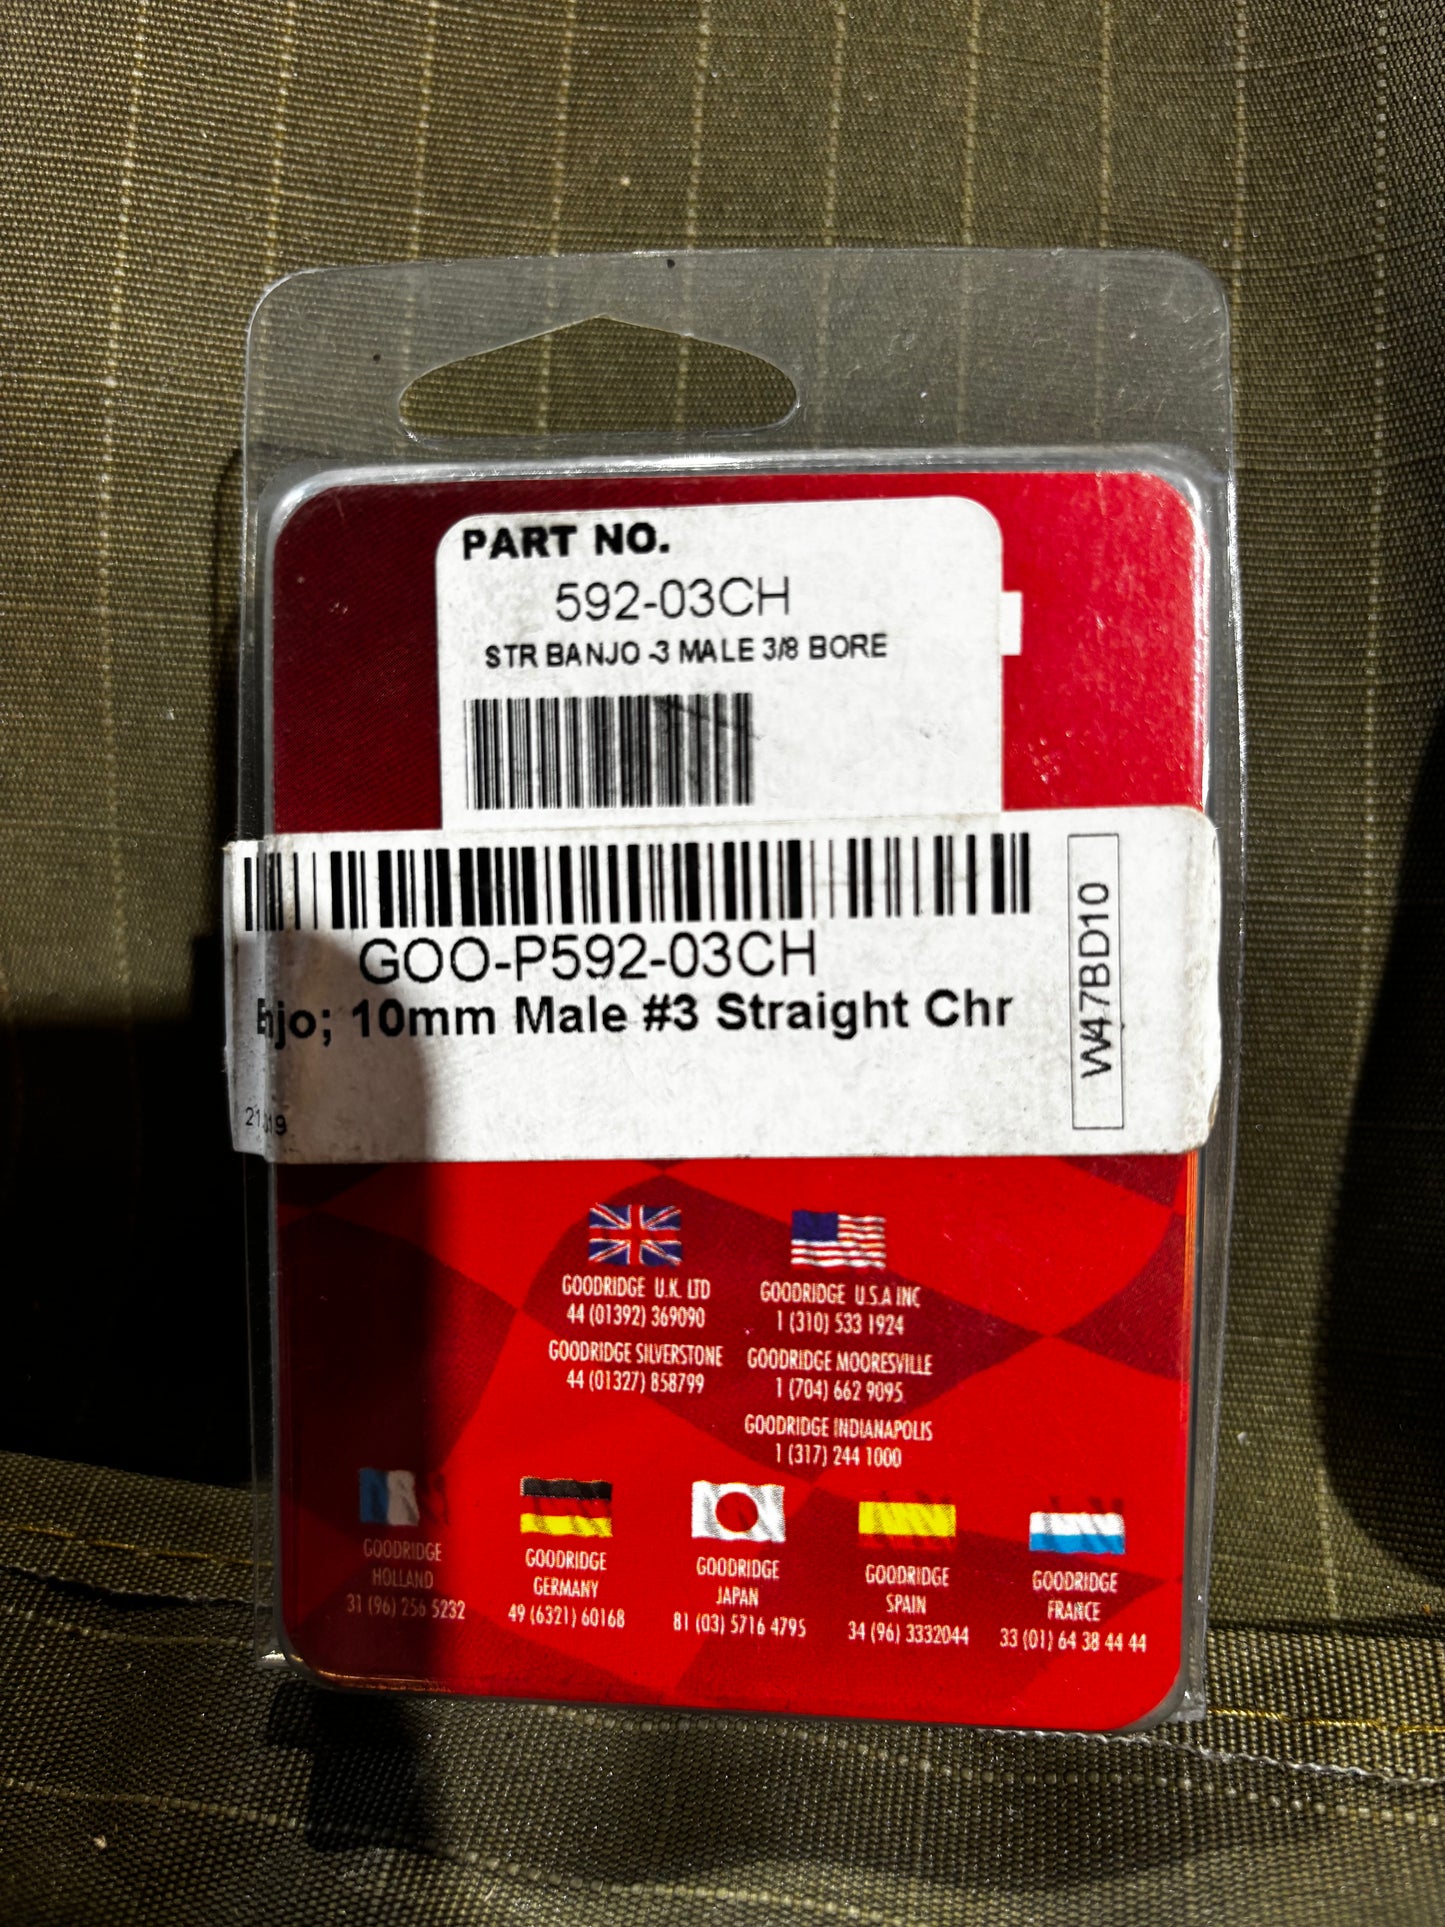 PART NO.
592-03CH
STR BANJO -3 MALE 3/8 BORE
GOO-P592-03CH
njo; 10mm Male #3 Straight Chr
W47BD10
GOODRIDGE U.K. LTD
44 (01392) 369090
GOODRIDGE SILVERSTONE
44 (01327) 858799
GOODRIDGE U.S.A INC
1 (310) 533 1924
GOODRIDGE MOORESVILLE
1 (704) 662 9095
GOODRIDGE INDIANAPOLIS
1 (317) 244 1000
GOODRIDGE
HOLLAND
31 (96) 256 5232
GOODRIDGE
GERMANY
49 (6321) 60168
GOODRIDGE
JAPAN
81 (03) 5716 4795
GOODRIDGE
SPAIN
34 (96) 3332044
GOODRIDGE
FRANCE
33 (01) 64 38 44 44